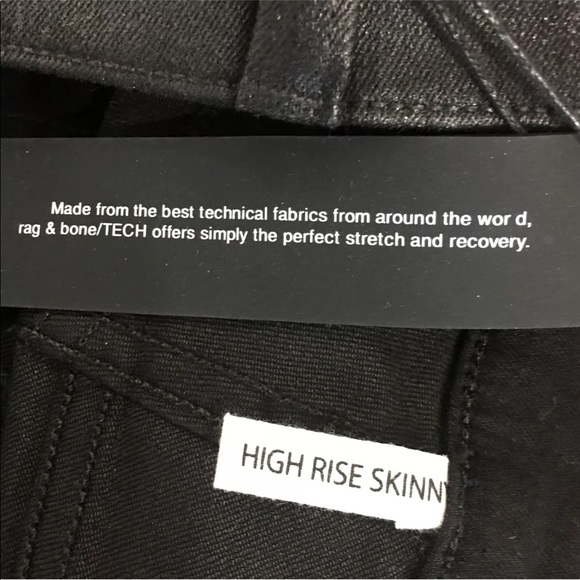 Made from the best technical fabrics from around the wor d,
rag & bone/TECH offers simply the perfect stretch and recovery.
HIGH RISE SKINN